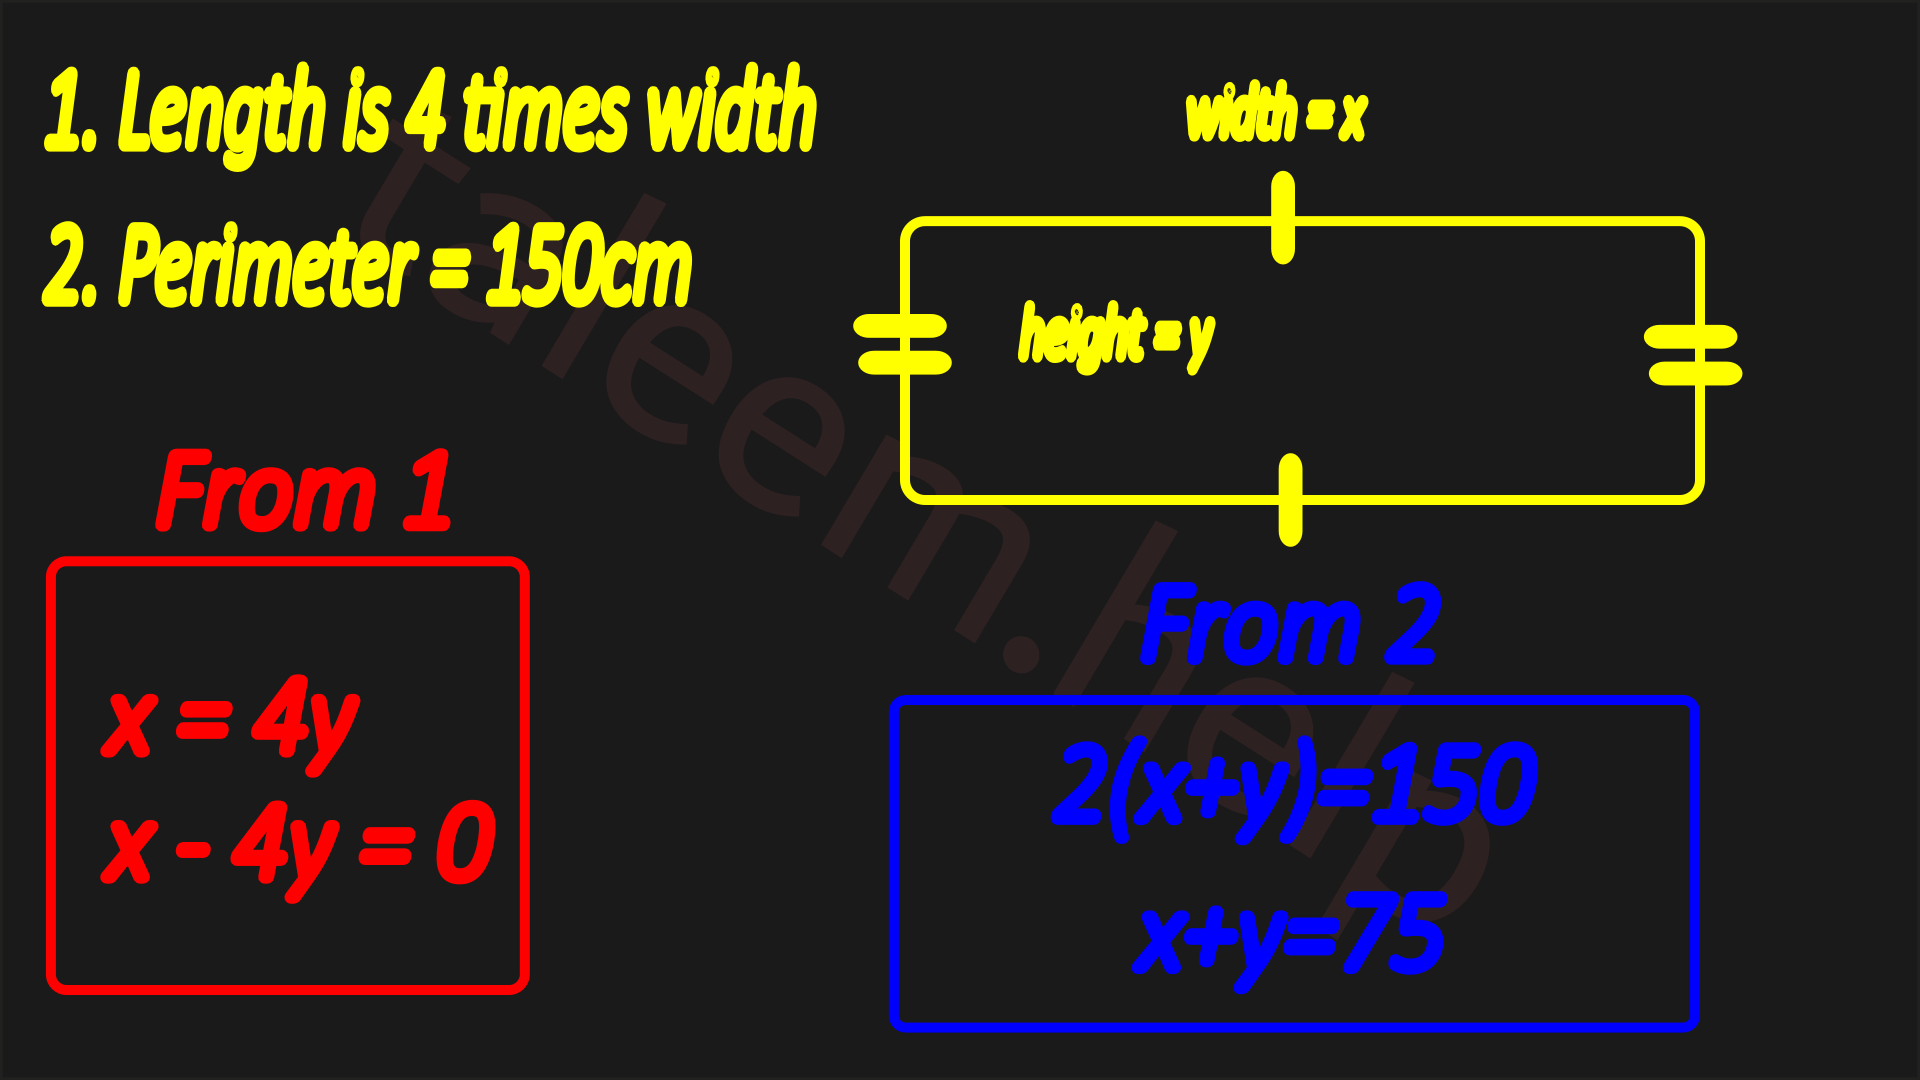 1. Length is 4 times width
2. Perimeter = 150cm
width = x
height = y
From 1
x = 4y
x - 4y = 0
From 2
2(x+y)=150
x+y=75
taleem.help